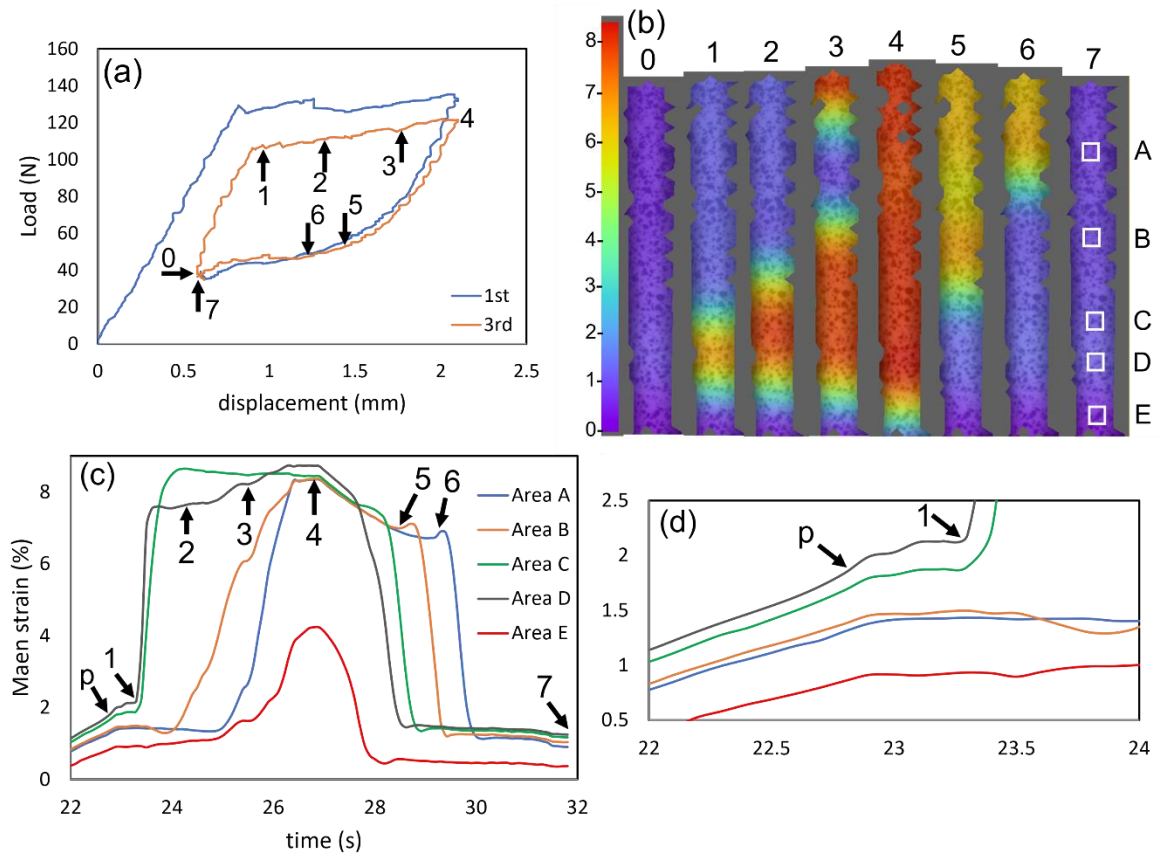 (a)
160
140
120
100
80
60
40
20
0
Load (N)
0 0.5 1 1.5 2 2.5
displacement (mm)
0
1
2
3
4
5
6
7
1st
3rd
(b)
0 1 2 3 4 5 6 7
8
7
6
5
4
3
2
1
0
A
B
C
D
E
(c)
8
6
4
2
0
Maen strain (%)
22 24 26 28 30 32
time (s)
p
1
2
3
4
5
6
7
Area A
Area B
Area C
Area D
Area E
(d)
2.5
2
1.5
1
0.5
22 22.5 23 23.5 24
p
1